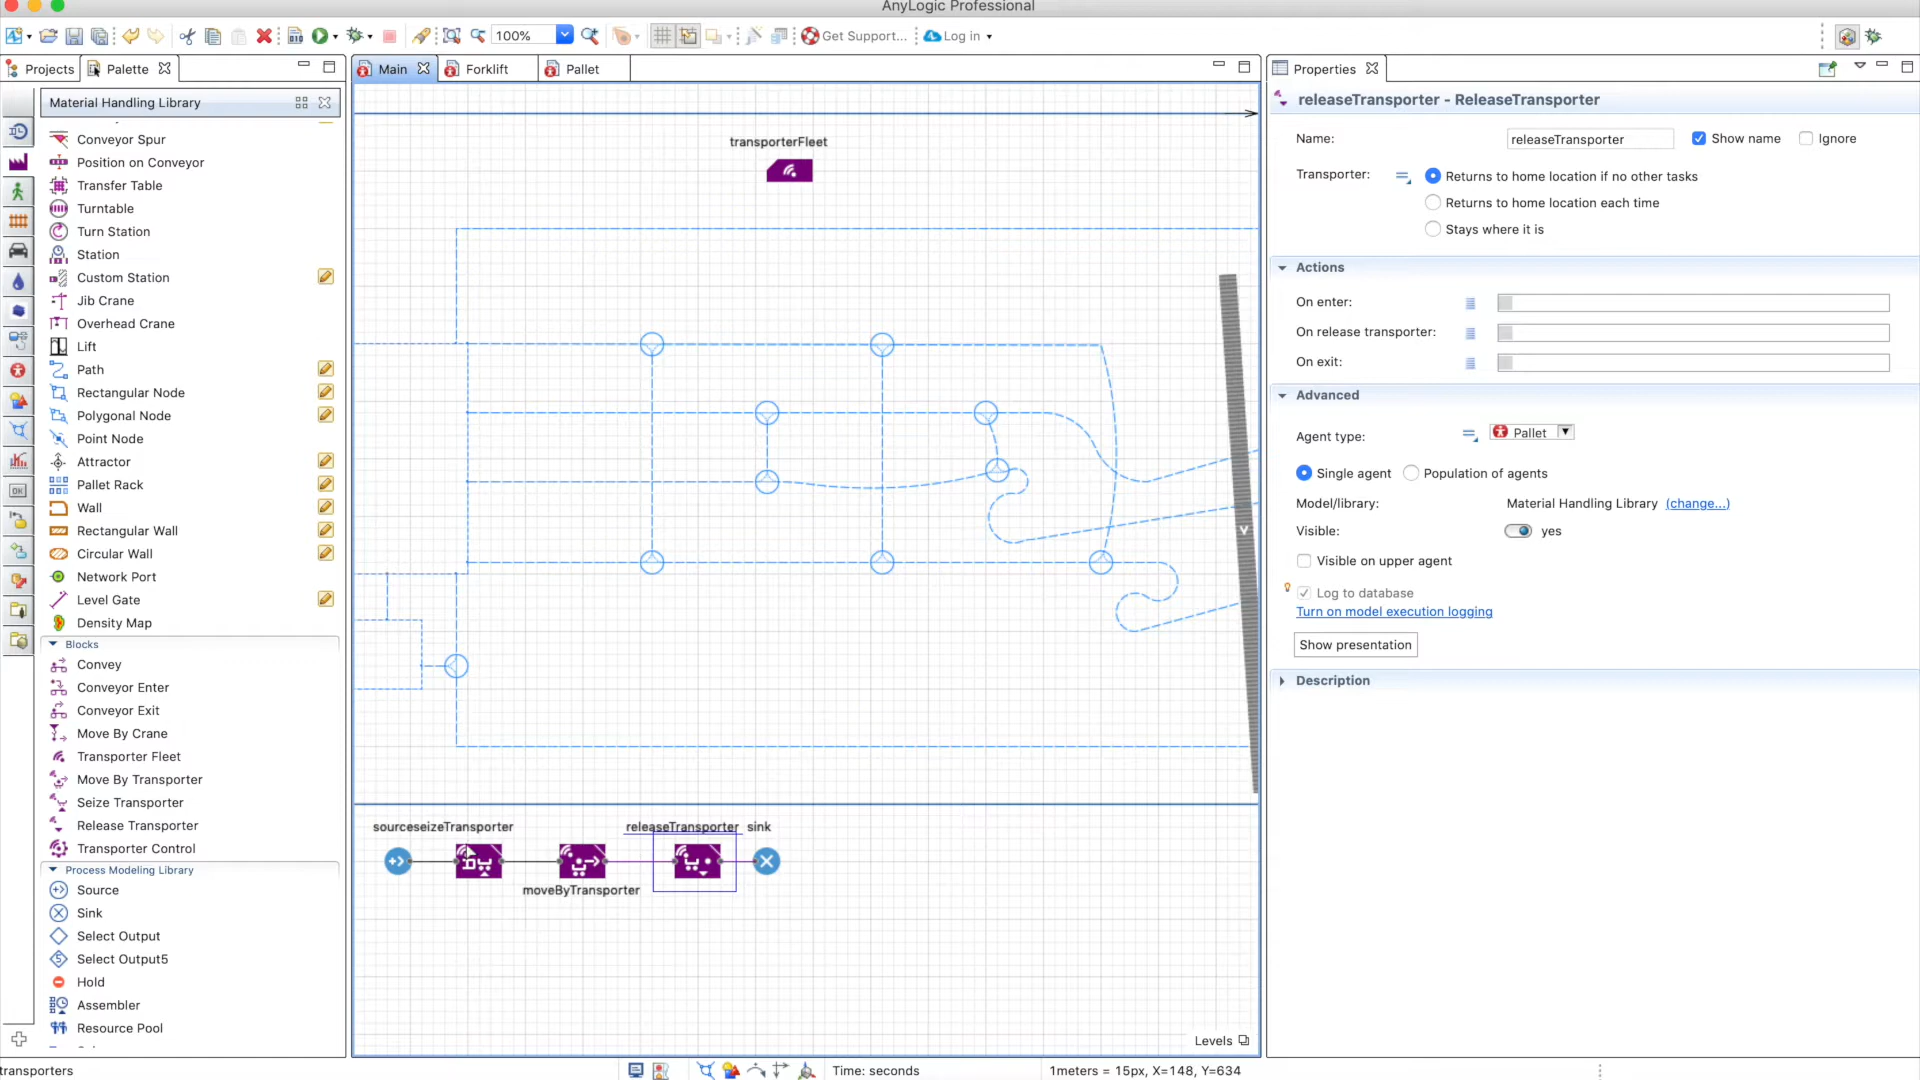 AnyLogic Professional
100%
Get Support...
Log in
Projects
Palette
Main
Forklift
Pallet
Properties
Material Handling Library
Conveyor Spur
Position on Conveyor
Transfer Table
Turntable
Turn Station
Station
Custom Station
Jib Crane
Overhead Crane
Lift
Path
Rectangular Node
Polygonal Node
Point Node
Attractor
Pallet Rack
Wall
Rectangular Wall
Circular Wall
Network Port
Level Gate
Density Map
Blocks
Convey
Conveyor Enter
Conveyor Exit
Move By Crane
Transporter Fleet
Move By Transporter
Seize Transporter
Release Transporter
Transporter Control
Process Modeling Library
Source
Sink
Select Output
Select Output5
Hold
Assembler
Resource Pool
transporterFleet
sourceseizeTransporter
releaseTransporter
sink
moveByTransporter
Levels
releaseTransporter - ReleaseTransporter
Name:
releaseTransporter
Show name
Ignore
Transporter:
Returns to home location if no other tasks
Returns to home location each time
Stays where it is
Actions
On enter:
On release transporter:
On exit:
Advanced
Agent type:
Pallet
Single agent
Population of agents
Model/library:
Material Handling Library (change...)
Visible:
yes
Visible on upper agent
Log to database
Turn on model execution logging
Show presentation
Description
transporters
Time: seconds
1meters = 15px, X=148, Y=634